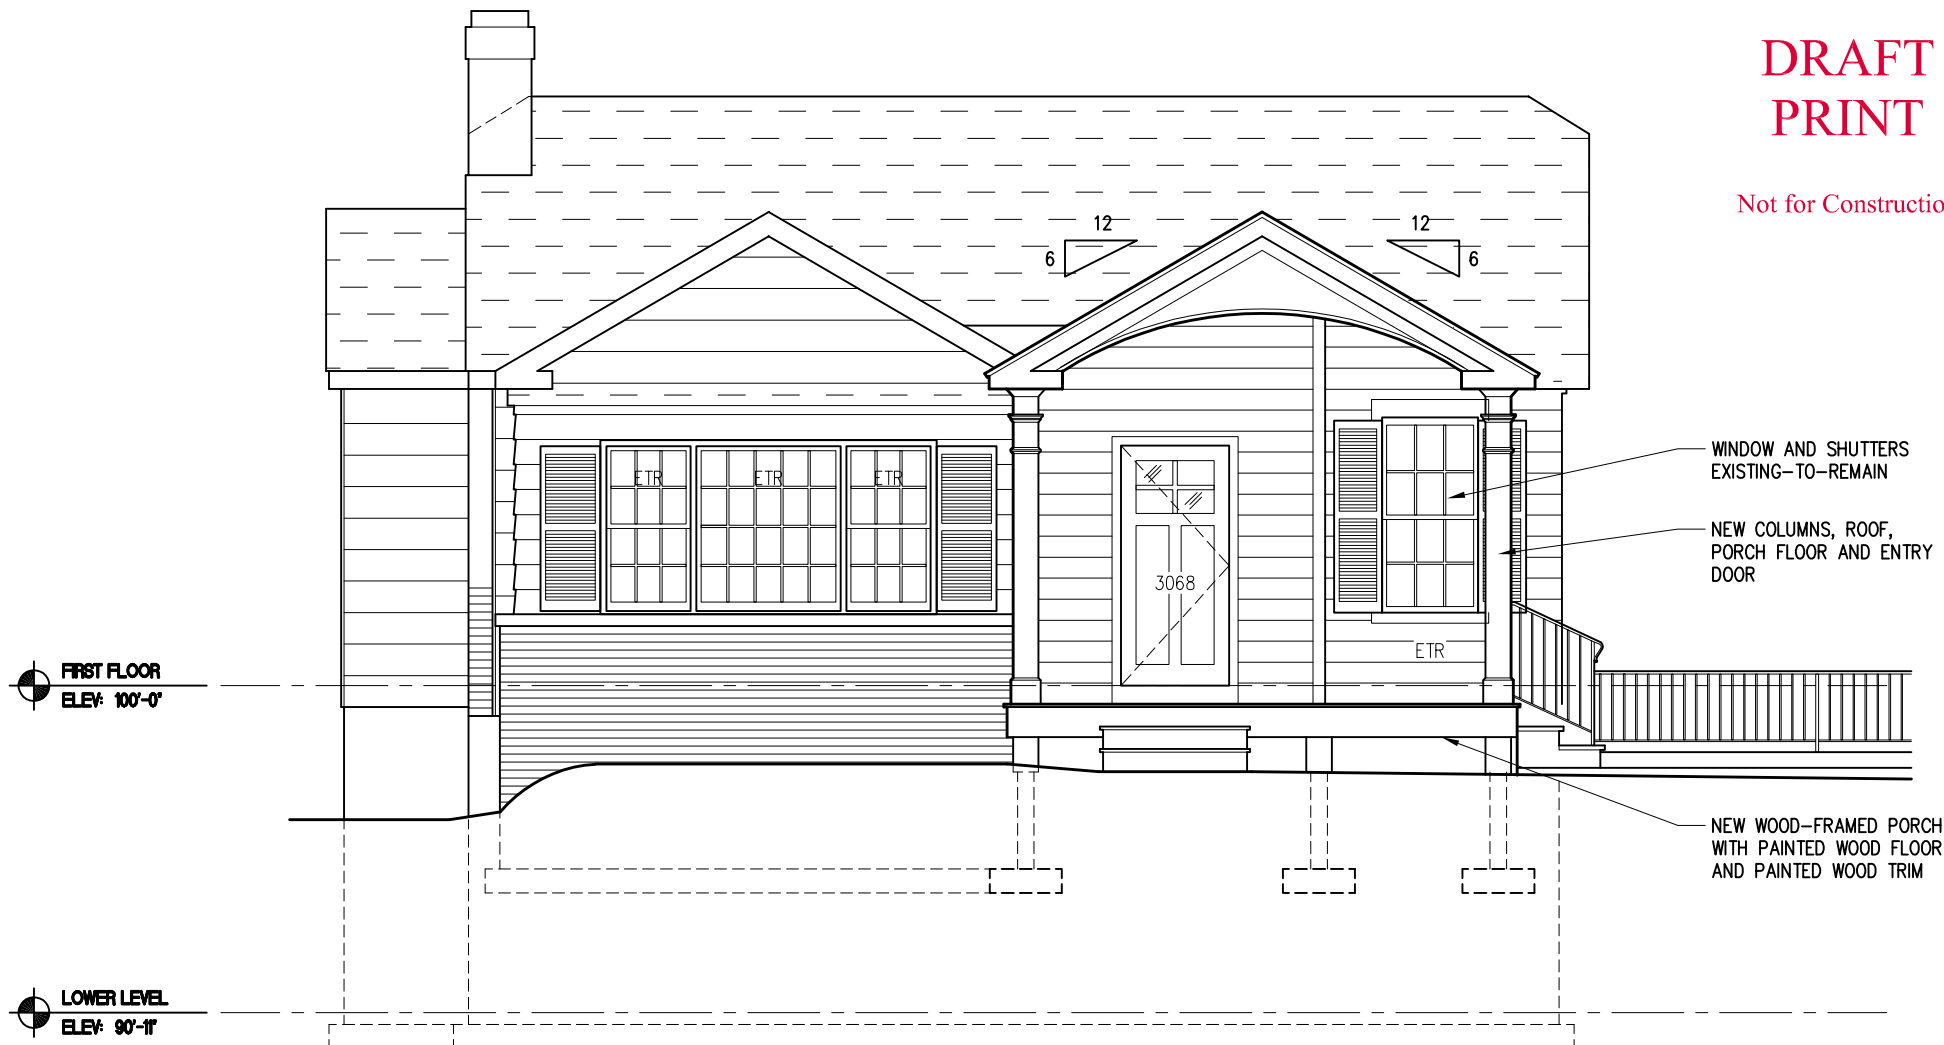 DRAFT
PRINT
Not for Constructio
12
6
12
6
ETR
ETR
ETR
3068
ETR
WINDOW AND SHUTTERS
EXISTING-TO-REMAIN
NEW COLUMNS, ROOF,
PORCH FLOOR AND ENTRY
DOOR
FIRST FLOOR
ELEV: 100'-0"
NEW WOOD-FRAMED PORCH
WITH PAINTED WOOD FLOOR
AND PAINTED WOOD TRIM
LOWER LEVEL
ELEV: 90'-11"